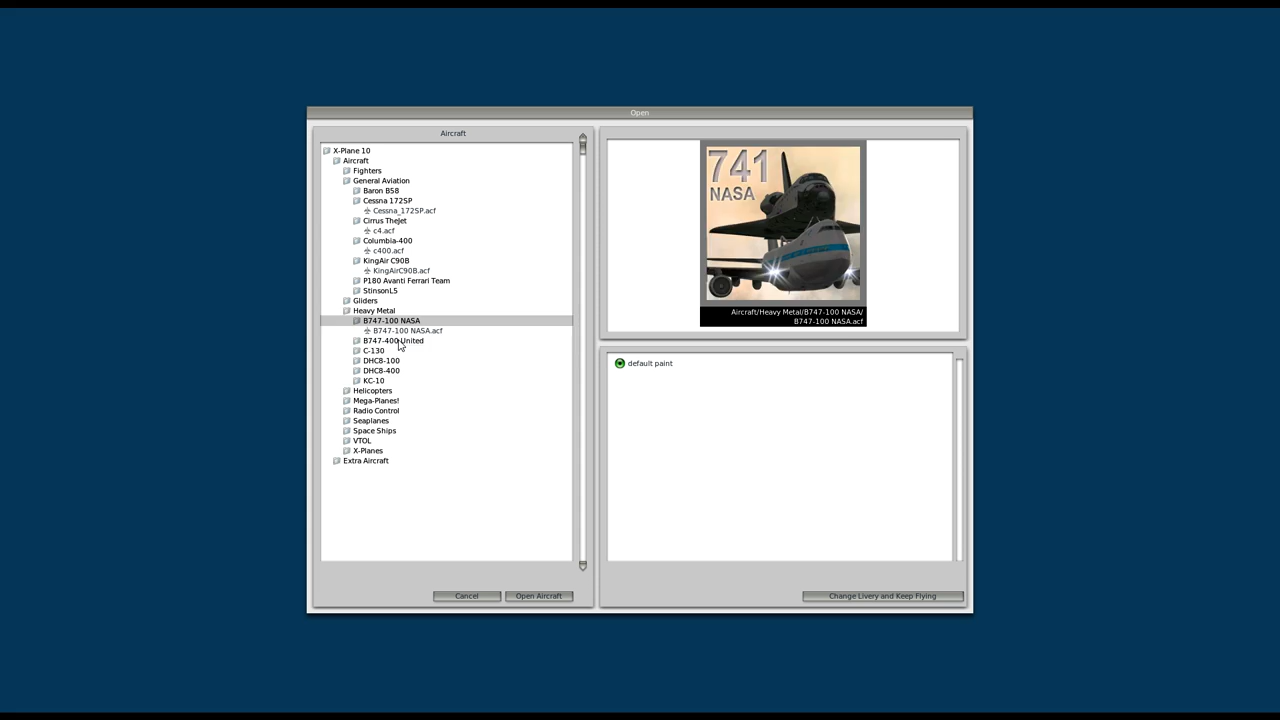 Open
Aircraft
X-Plane 10
Aircraft
Fighters
General Aviation
Baron B58
Cessna 172SP
Cessna_172SP.acf
Cirrus TheJet
c4.acf
Columbia-400
c400.acf
KingAir C90B
KingAirC90B.acf
P180 Avanti Ferrari Team
StinsonL5
Gliders
Heavy Metal
B747-100 NASA
B747-100 NASA.acf
B747-400 United
C-130
DHC8-100
DHC8-400
KC-10
Helicopters
Mega-Planes!
Radio Control
Seaplanes
Space Ships
VTOL
X-Planes
Extra Aircraft
Cancel
Open Aircraft
741
NASA
Aircraft/Heavy Metal/B747-100 NASA/
B747-100 NASA.acf
default paint
Change Livery and Keep Flying